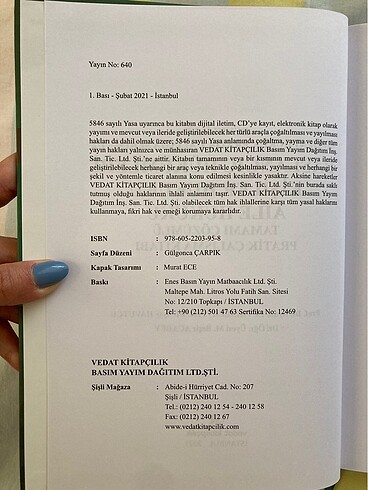 Yayın No: 640
1. Bası - Şubat 2021 - İstanbul
5846 sayılı Yasa uyarınca bu kitabın dijital iletim, CD'ye kayıt, elektronik kitap olarak
yayımı ve mevcut veya ileride geliştirilebilecek her türlü araçla çoğaltılması ve yayılması
hakları da dahil olmak üzere; 5846 sayılı Yasa anlamında çoğaltma, yayma ve diğer tüm
yayın hakları yalnızca ve münhasıran VEDAT KİTAPÇILIK Basım Yayım Dağıtım İnş.
San. Tic. Ltd. Şti.'ne aittir. Kitabın tamamının veya bir kısmının mevcut veya ileride
geliştirilebilecek herhangi bir araç veya teknikle çoğaltılması, yayılması ve herhangi bir
şekil ve yöntemle ticaret alanına konu edilmesi kesinlikle yasaktır. Aksine hareketler
VEDAT KİTAPÇILIK Basım Yayım Dağıtım İnş. San. Tic. Ltd. Şti.'nin burada saklı
tutmuş olduğu haklarının ihlali anlamını taşır. VEDAT KİTAPÇILIK Basım Yayım
Dağıtım İnş. San. Tic. Ltd. Şti. olabilecek tüm hak ihlallerine karşı tüm yasal haklarını
kullanmaya, fikri hak ve emeği korumaya kararlıdır.
ISBN : 978-605-2203-95-8
Sayfa Düzeni : Gülgonca ÇARPIK
Kapak Tasarımı : Murat ECE
Baskı : Enes Basın Yayın Matbaacılık Ltd. Şti.
Maltepe Mah. Litros Yolu Fatih San. Sitesi
No: 12/210 Topkapı / İSTANBUL
Tel: +90 (212) 501 47 63 Sertifika No: 12469
VEDAT KİTAPÇILIK
BASIM YAYIM DAĞITIM LTD.ŞTİ.
Şişli Mağaza : Abide-i Hürriyet Cad. No: 207
Şişli / İSTANBUL
Tel.: (0212) 240 12 54 - 240 12 58
Fax: (0212) 240 12 67
www.vedatkitapcilik.com